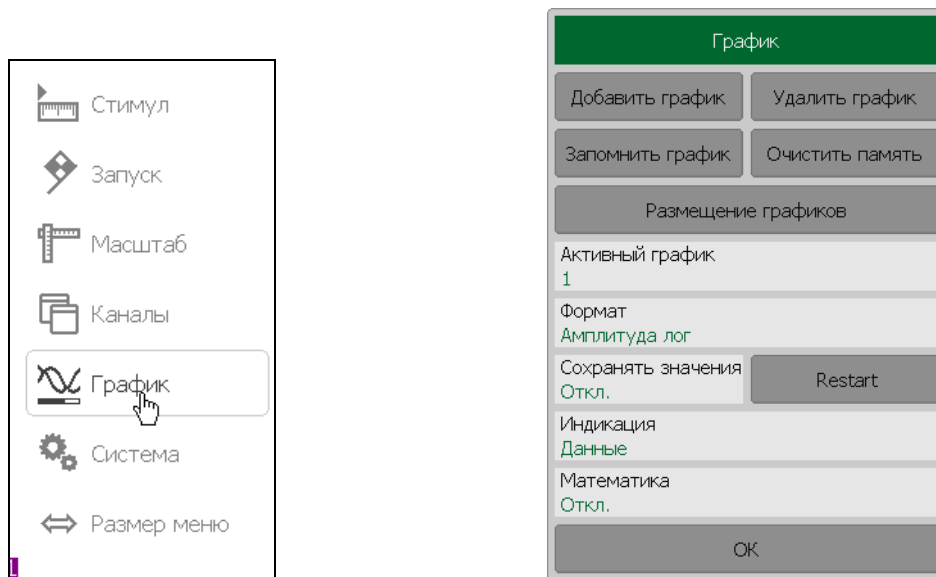 Стимул
Запуск
Масштаб
Каналы
График
Система
Размер меню
График
Добавить график
Удалить график
Запомнить график
Очистить память
Размещение графиков
Активный график
1
Формат
Амплитуда лог
Сохранять значения
Откл.
Restart
Индикация
Данные
Математика
Откл.
ОК